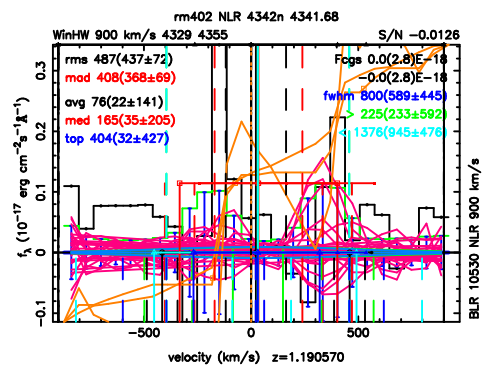 rm402 NLR 4342n 4341.68
WinHW 900 km/s 4329 4355
S/N -0.0126
rms 487(437±72)
mad 408(368±69)
avg 76(22±141)
med 165(35±205)
top 404(32±427)
Fcgs 0.0(2.8)E-18
-0.0(2.8)E-18
fwhm 800(589±445)
> 225(233±592)
< 1376(945±476)
0.3
0.2
0.1
0
-0.1
f_λ (10⁻¹⁷ erg cm⁻²s⁻¹Å⁻¹)
-500
0
500
velocity (km/s) z=1.190570
BLR 10530 NLR 900 km/s